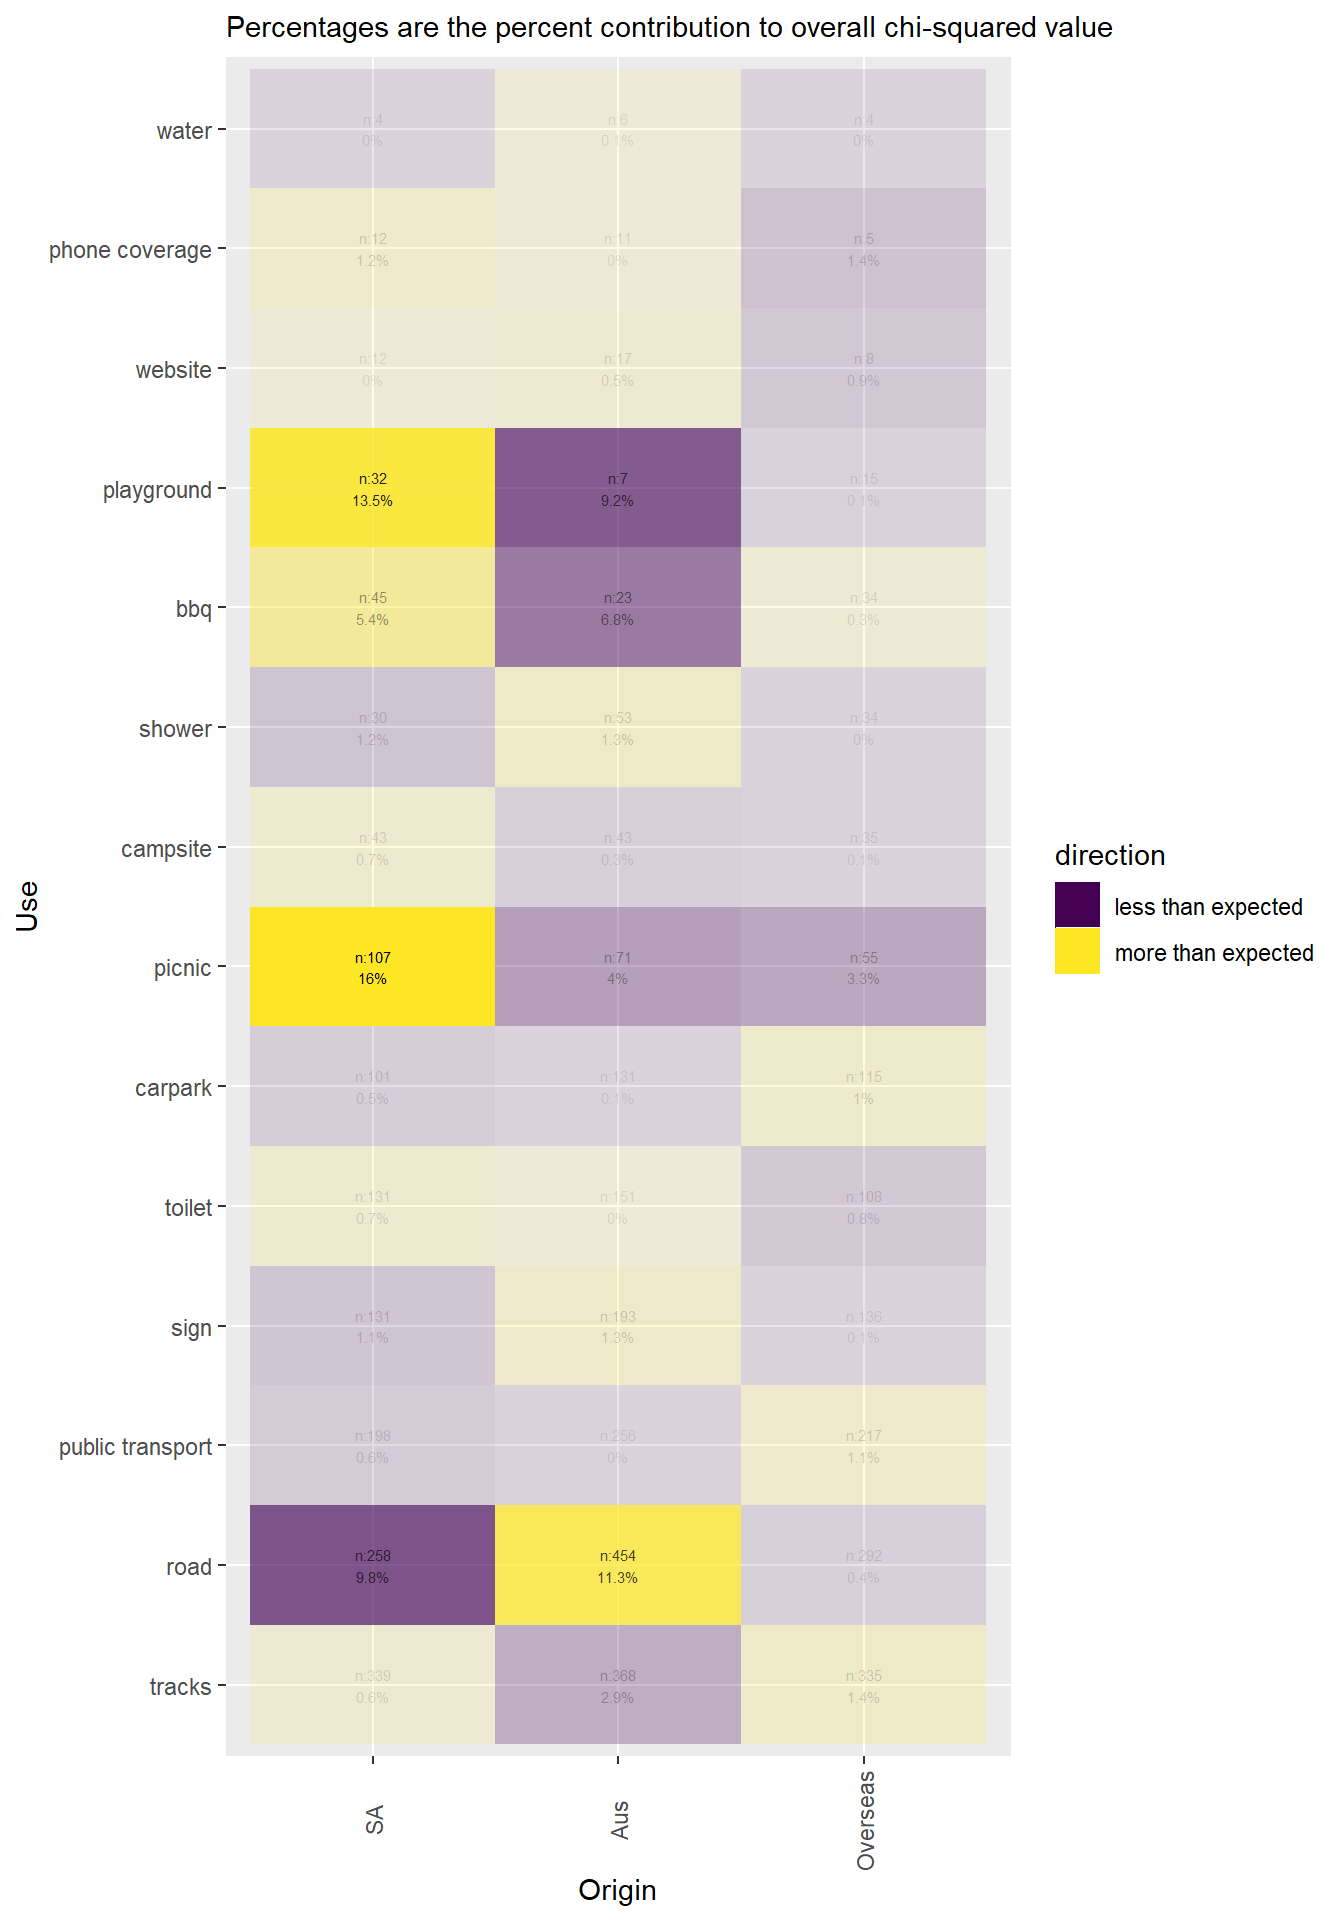 Percentages are the percent contribution to overall chi-squared value
water
n:4
0%
n:6
0.1%
n:4
0%
phone coverage
n:12
1.2%
n:11
0%
n:5
1.4%
website
n:12
0%
n:17
0.5%
n:8
0.9%
playground
n:32
13.5%
n:7
9.2%
n:15
0.1%
bbq
n:45
5.4%
n:23
6.8%
n:34
0.3%
shower
n:30
1.2%
n:53
1.3%
n:34
0%
campsite
n:43
0.7%
n:43
0.3%
n:35
0.1%
picnic
n:107
16%
n:71
4%
n:55
3.3%
carpark
n:101
0.5%
n:131
0.1%
n:115
1%
toilet
n:131
0.7%
n:151
0%
n:108
0.8%
sign
n:131
1.1%
n:193
1.3%
n:136
0.1%
public transport
n:198
0.6%
n:256
0%
n:217
1.1%
road
n:258
9.8%
n:454
11.3%
n:292
0.4%
tracks
n:339
0.6%
n:368
2.9%
n:335
1.4%
Use
SA
Aus
Overseas
Origin
direction
less than expected
more than expected